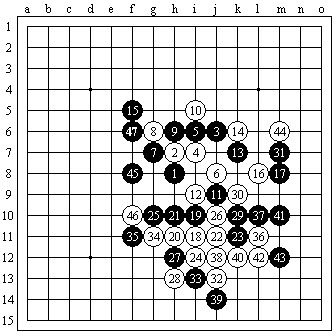 a b c d e f g h i j k l m n o
1
2
3
4
5 15 10
6 47 8 9 5 3 14 44
7 7 2 4 13 31
8 45 1 6 16 17
9 12 11 30
10 46 25 21 19 26 29 37 41
11 35 34 20 18 22 23 36
12 27 24 38 40 42 43
13 28 33 32
14 39
15